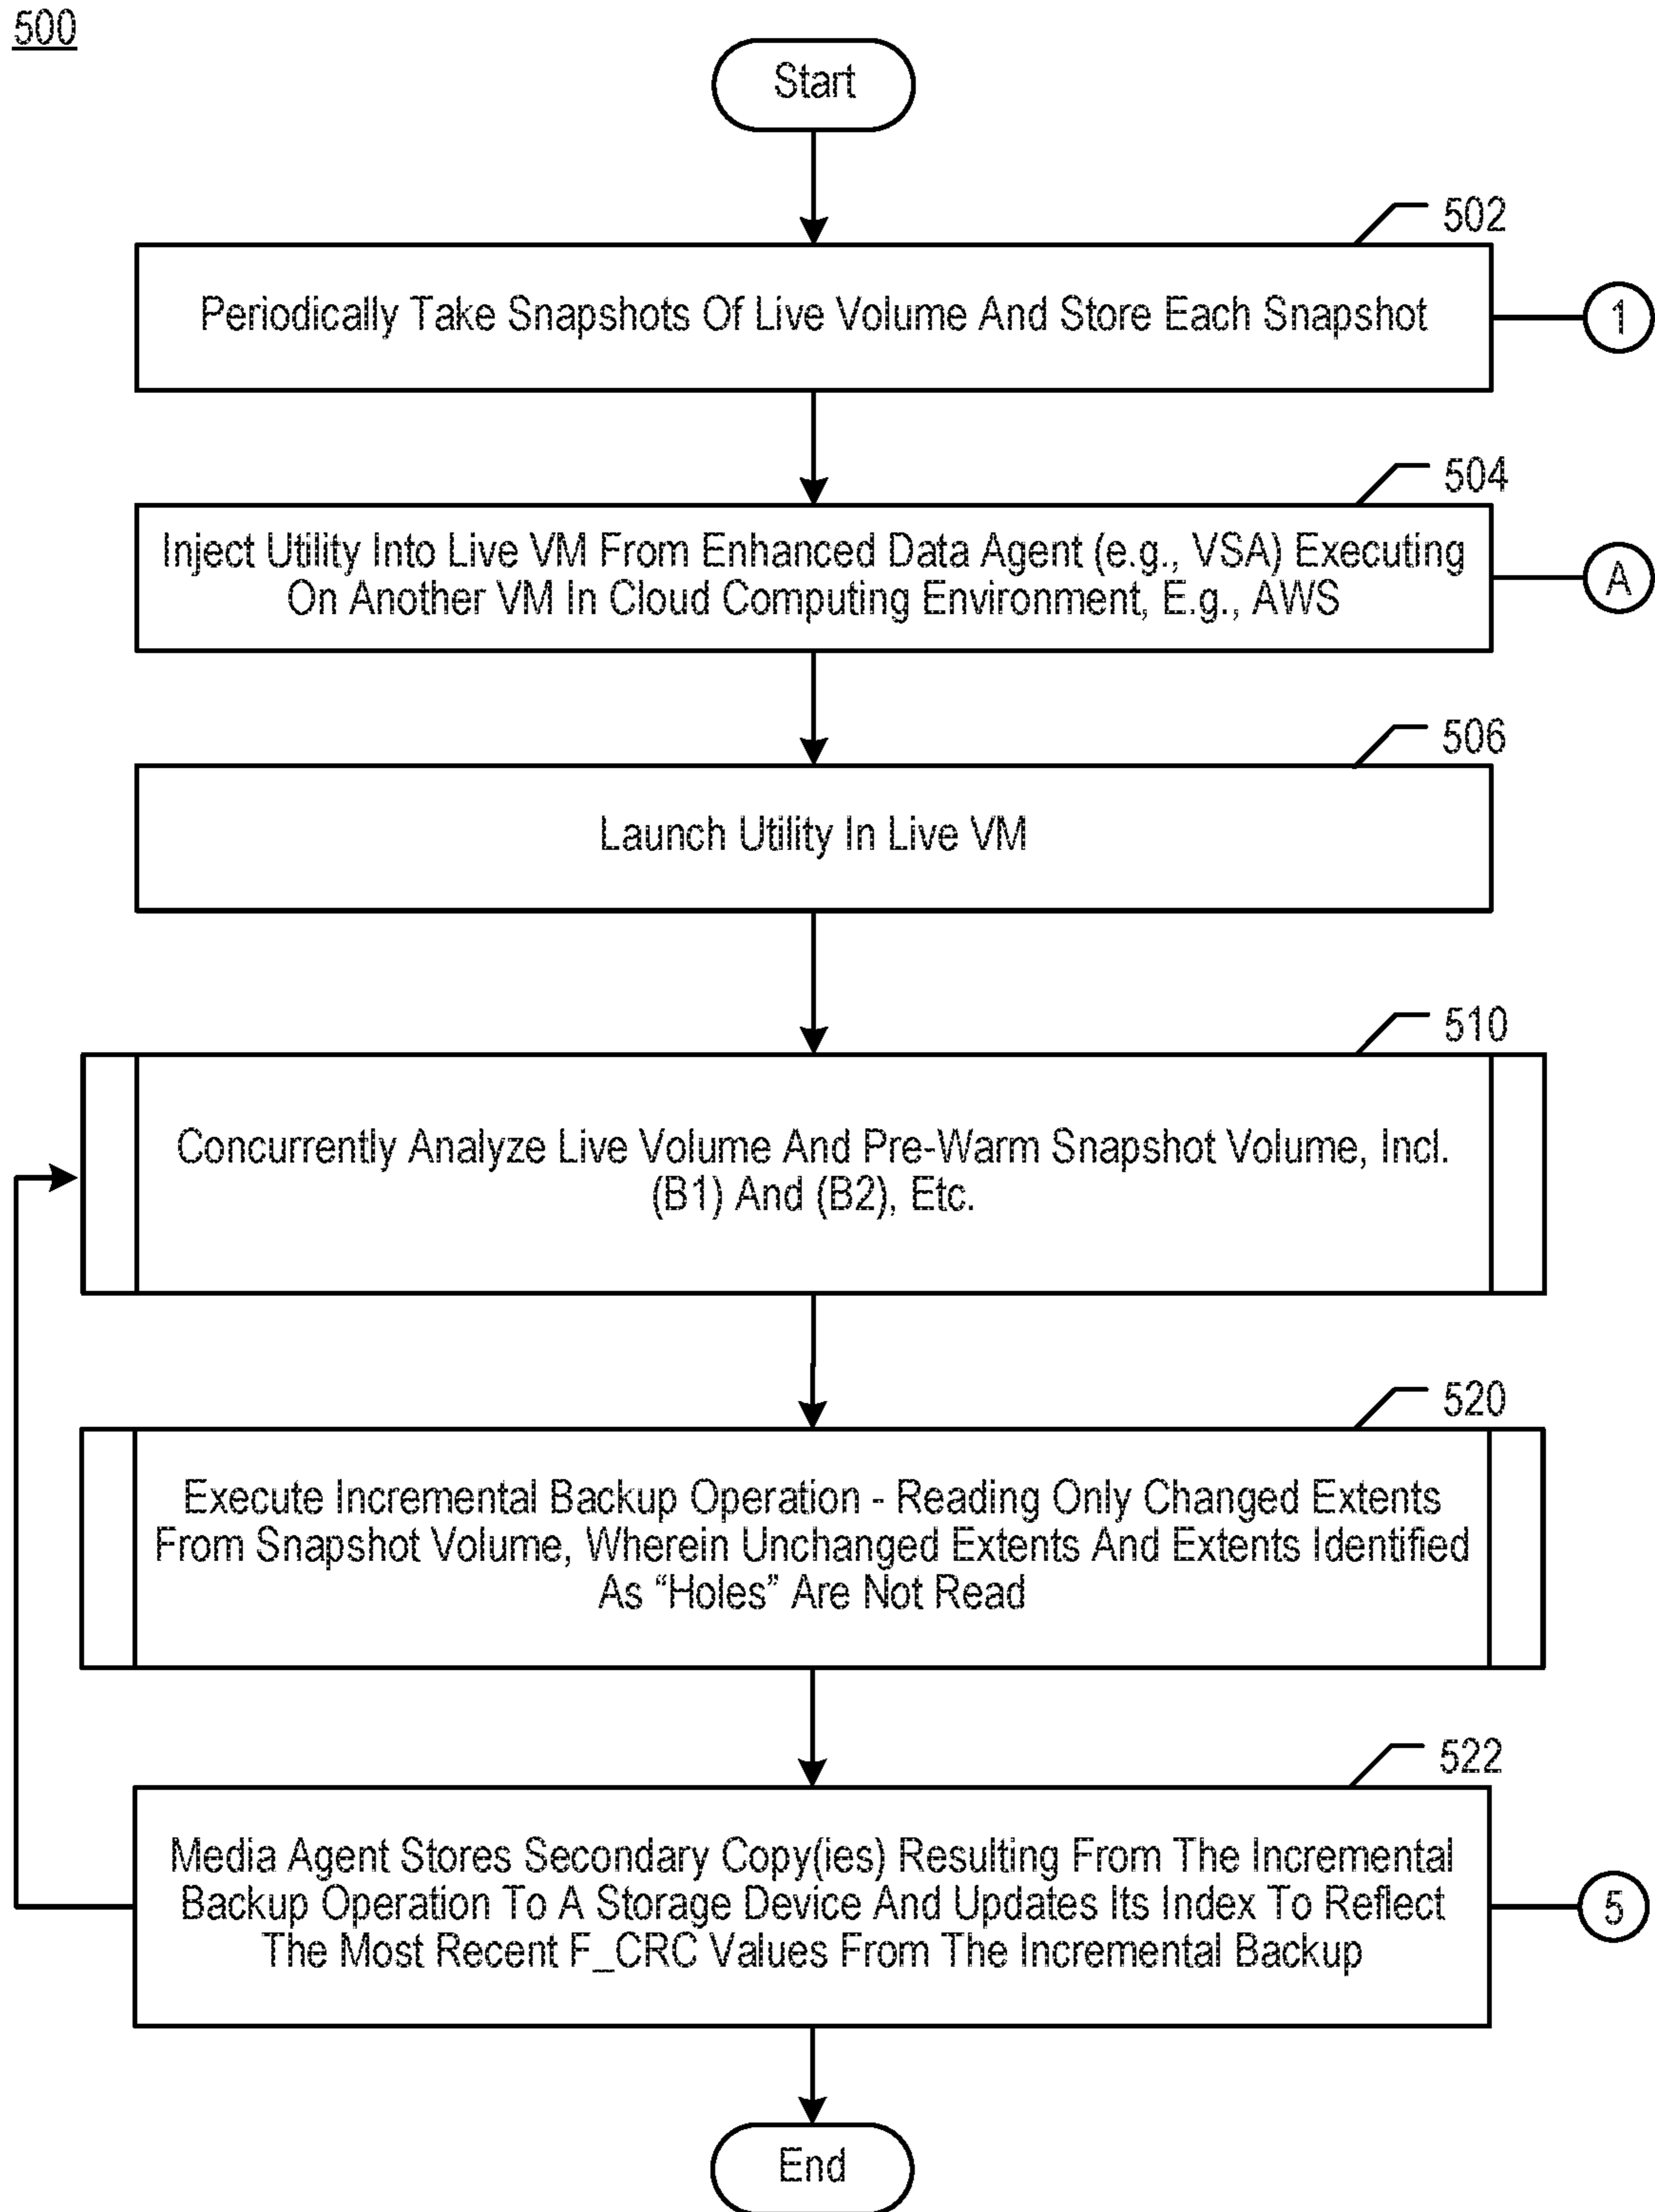 500
Start
502
Periodically Take Snapshots Of Live Volume And Store Each Snapshot
1
504
Inject Utility Into Live VM From Enhanced Data Agent (e.g., VSA) Executing
On Another VM In Cloud Computing Environment, E.g., AWS
A
506
Launch Utility In Live VM
510
Concurrently Analyze Live Volume And Pre-Warm Snapshot Volume, Incl.
(B1) And (B2), Etc.
520
Execute Incremental Backup Operation - Reading Only Changed Extents
From Snapshot Volume, Wherein Unchanged Extents And Extents Identified
As “Holes” Are Not Read
522
Media Agent Stores Secondary Copy(ies) Resulting From The Incremental
Backup Operation To A Storage Device And Updates Its Index To Reflect
The Most Recent F_CRC Values From The Incremental Backup
5
End